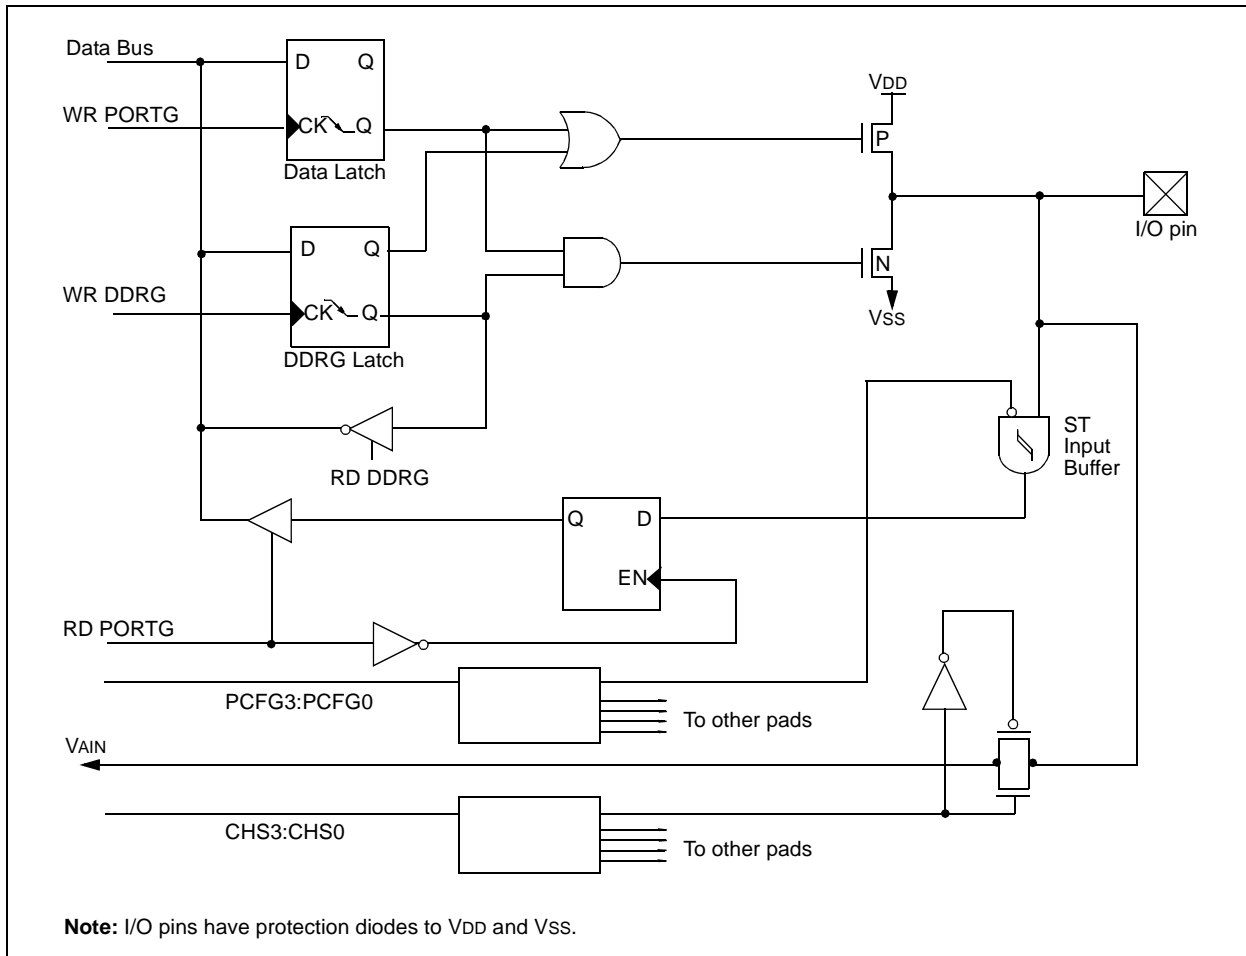 Data Bus
D Q
VDD
WR PORTG
CK Q
P
Data Latch
I/O pin
D Q
N
WR DDRG
CK Q
VSS
DDRG Latch
ST
Input
Buffer
RD DDRG
Q D
EN
RD PORTG
PCFG3:PCFG0
To other pads
VAIN
CHS3:CHS0
To other pads
Note: I/O pins have protection diodes to VDD and VSS.